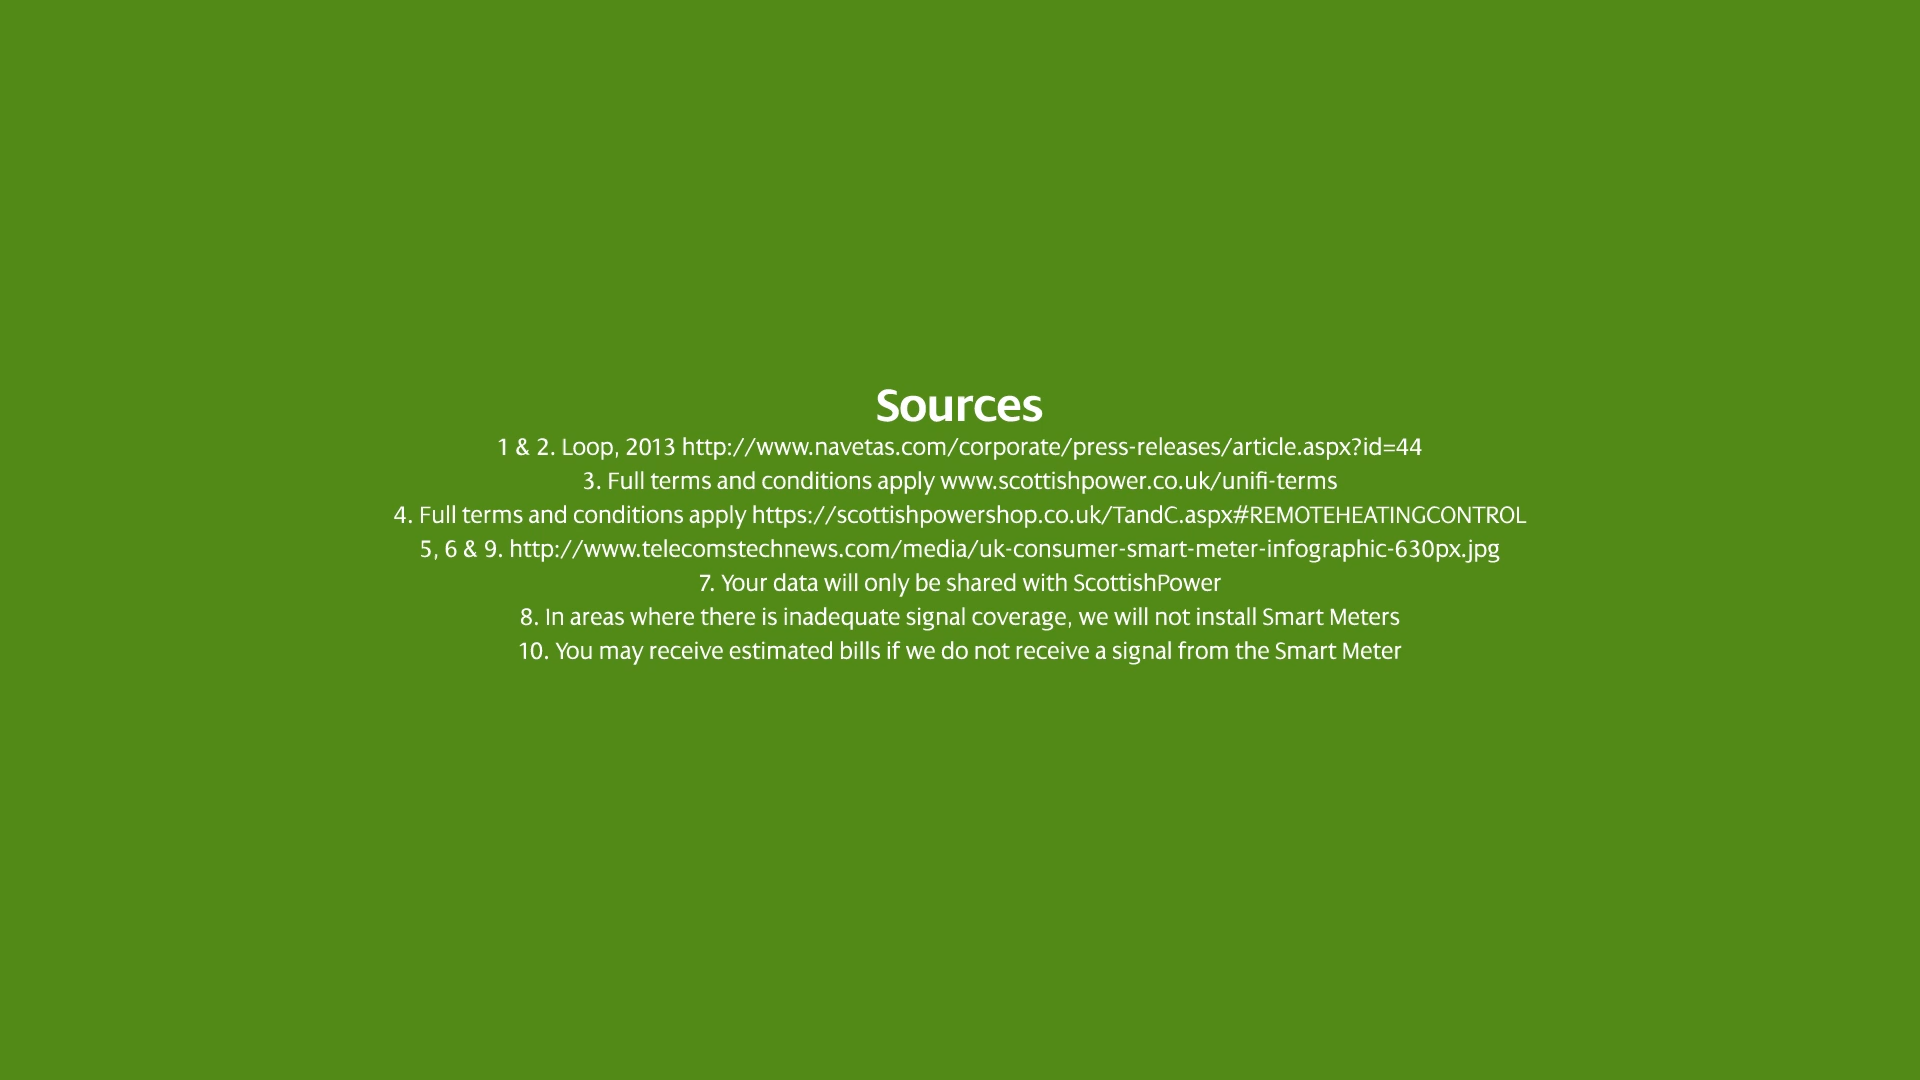 Sources
1 & 2. Loop, 2013 http://www.navetas.com/corporate/press-releases/article.aspx?id=44
3. Full terms and conditions apply www.scottishpower.co.uk/unifi-terms
4. Full terms and conditions apply https://scottishpowershop.co.uk/TandC.aspx#REMOTEHEATINGCONTROL
5, 6 & 9. http://www.telecomstechnews.com/media/uk-consumer-smart-meter-infographic-630px.jpg
7. Your data will only be shared with ScottishPower
8. In areas where there is inadequate signal coverage, we will not install Smart Meters
10. You may receive estimated bills if we do not receive a signal from the Smart Meter